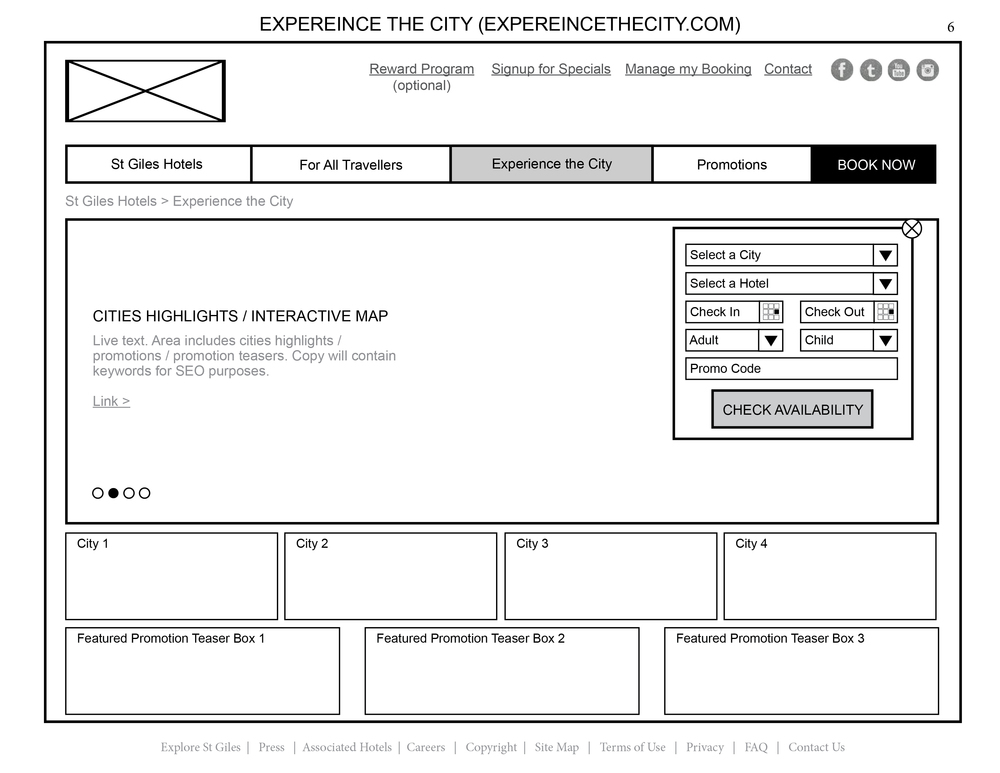 EXPEREINCE THE CITY (EXPEREINCETHECITY.COM)
6
Reward Program
(optional)
Signup for Specials
Manage my Booking
Contact
f
t
You
Tube
St Giles Hotels
For All Travellers
Experience the City
Promotions
BOOK NOW
St Giles Hotels > Experience the City
CITIES HIGHLIGHTS / INTERACTIVE MAP
Live text. Area includes cities highlights /
promotions / promotion teasers. Copy will contain
keywords for SEO purposes.
Link >
Select a City
Select a Hotel
Check In
Check Out
Adult
Child
Promo Code
CHECK AVAILABILITY
City 1
City 2
City 3
City 4
Featured Promotion Teaser Box 1
Featured Promotion Teaser Box 2
Featured Promotion Teaser Box 3
Explore St Giles | Press | Associated Hotels | Careers | Copyright | Site Map | Terms of Use | Privacy | FAQ | Contact Us